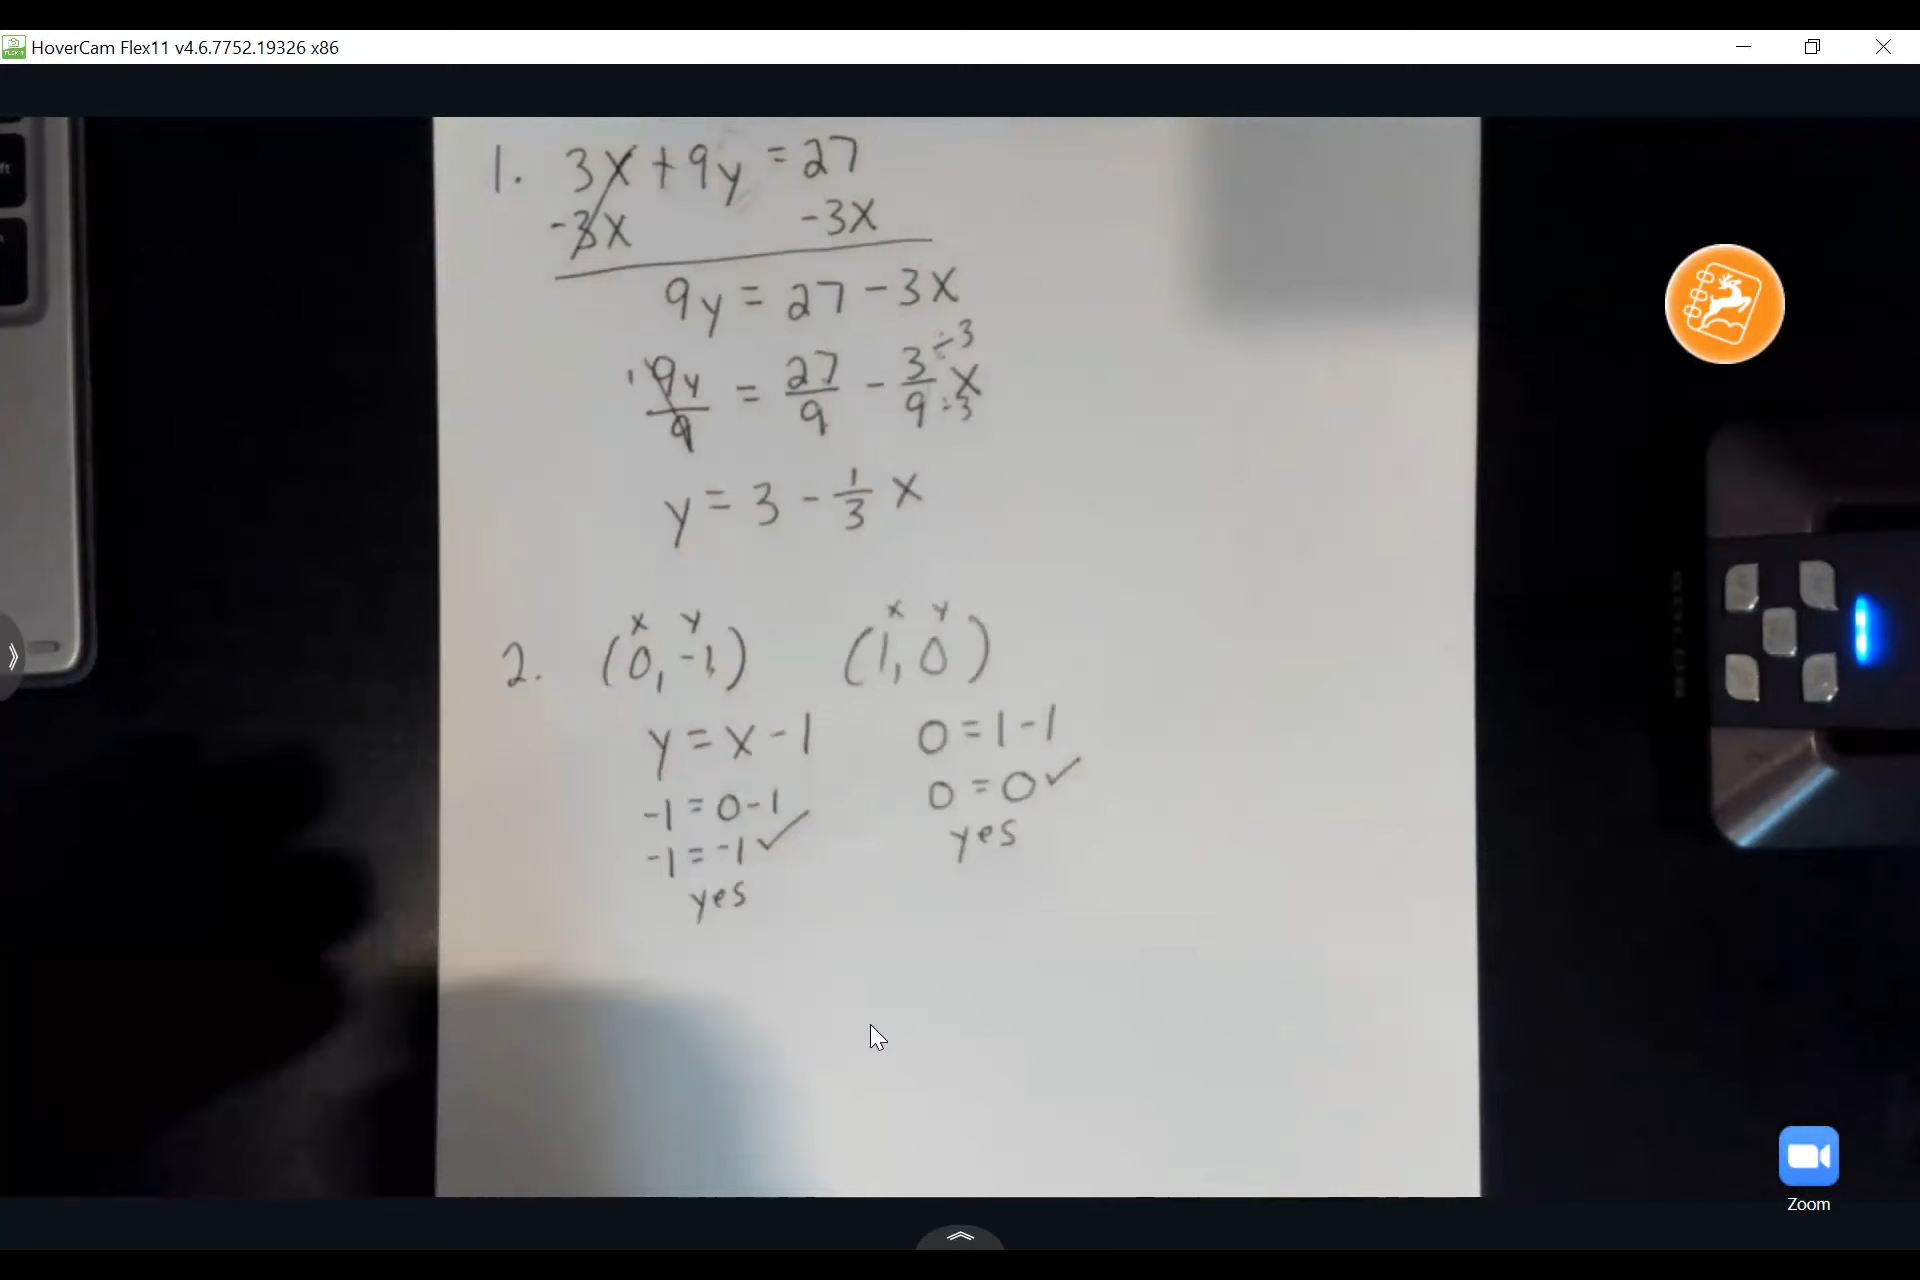 HoverCam Flex11 v4.6.7752.19326 x86
1. 3x + 9y = 27
-3x -3x
9y = 27 - 3x
9y/9 = 27/9 - 3÷3/9÷3 x
y = 3 - 1/3 x
x y x y
2. (0, -1) (1, 0)
y = x - 1 0 = 1 - 1
-1 = 0 - 1 0 = 0 ✓
-1 = -1 ✓ yes
yes
Zoom